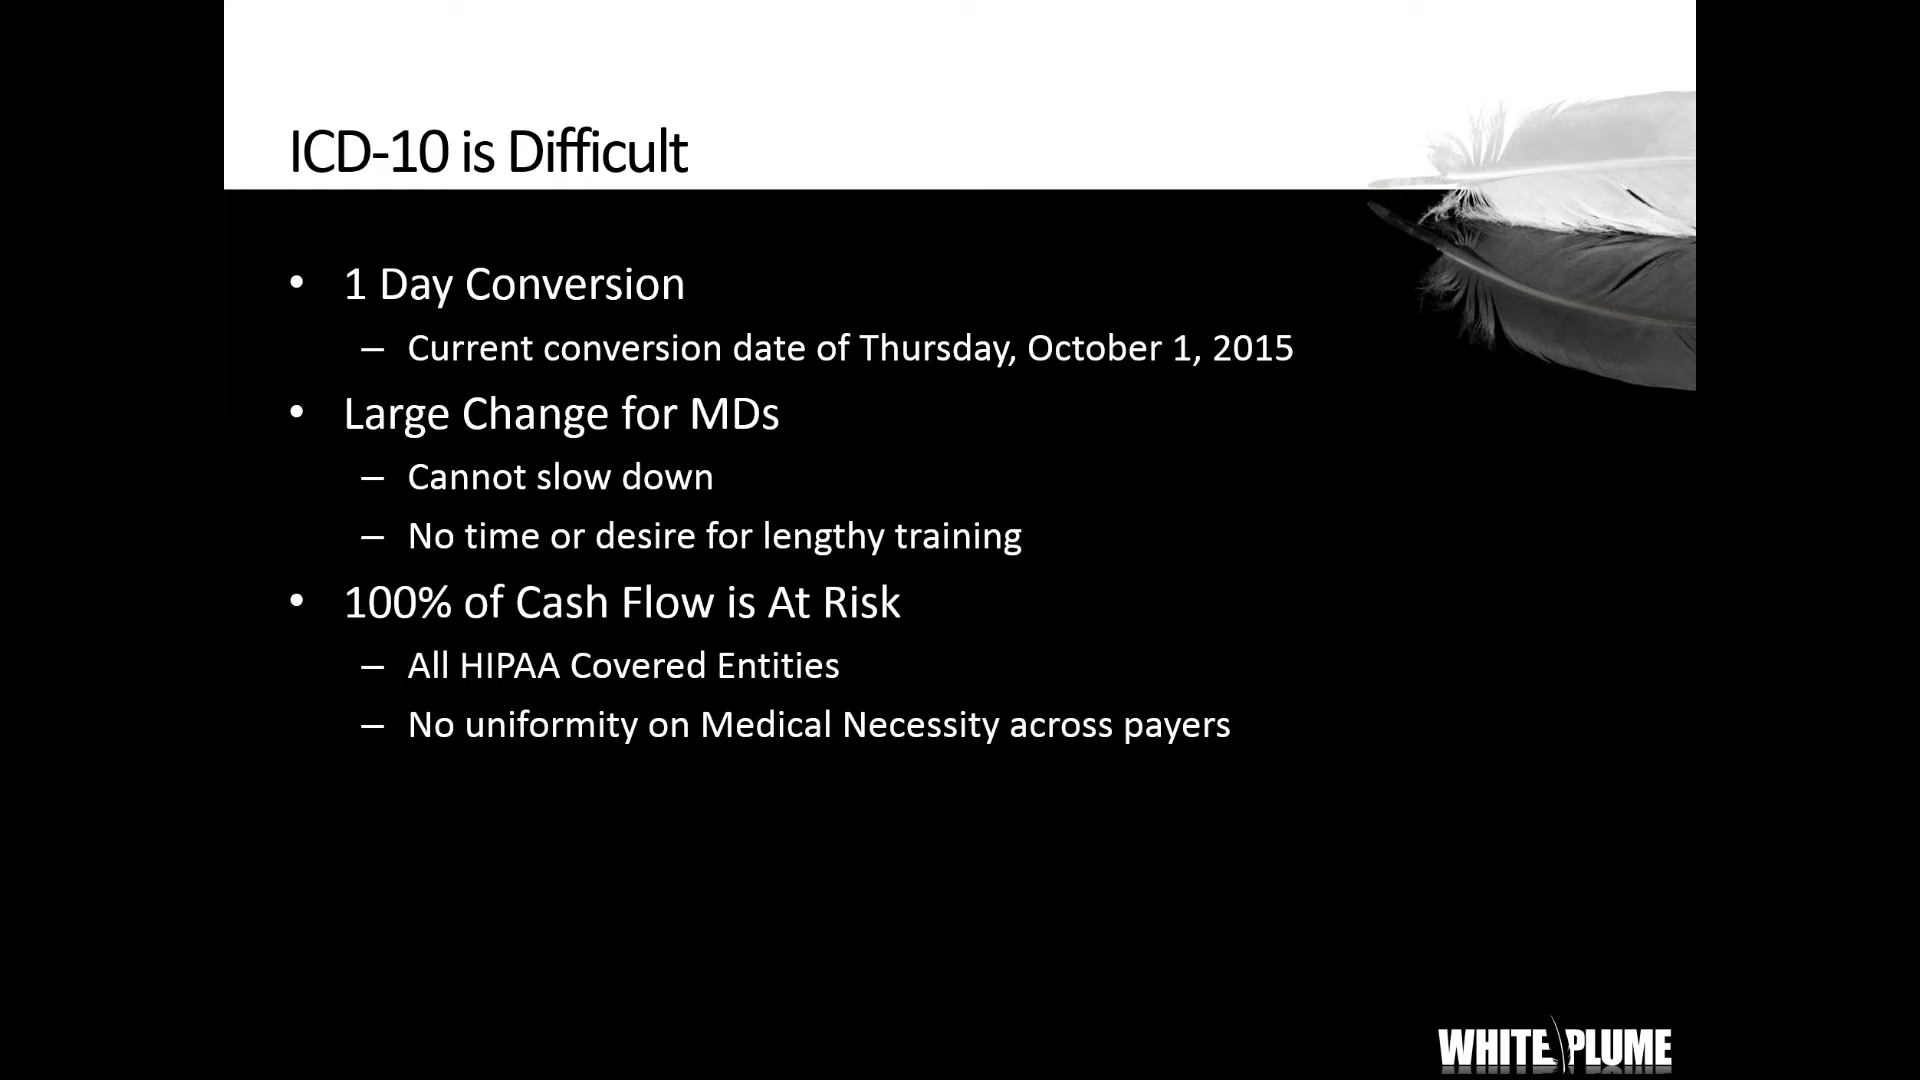 ICD-10 is Difficult
• 1 Day Conversion
– Current conversion date of Thursday, October 1, 2015
• Large Change for MDs
– Cannot slow down
– No time or desire for lengthy training
• 100% of Cash Flow is At Risk
– All HIPAA Covered Entities
– No uniformity on Medical Necessity across payers
WHITE PLUME